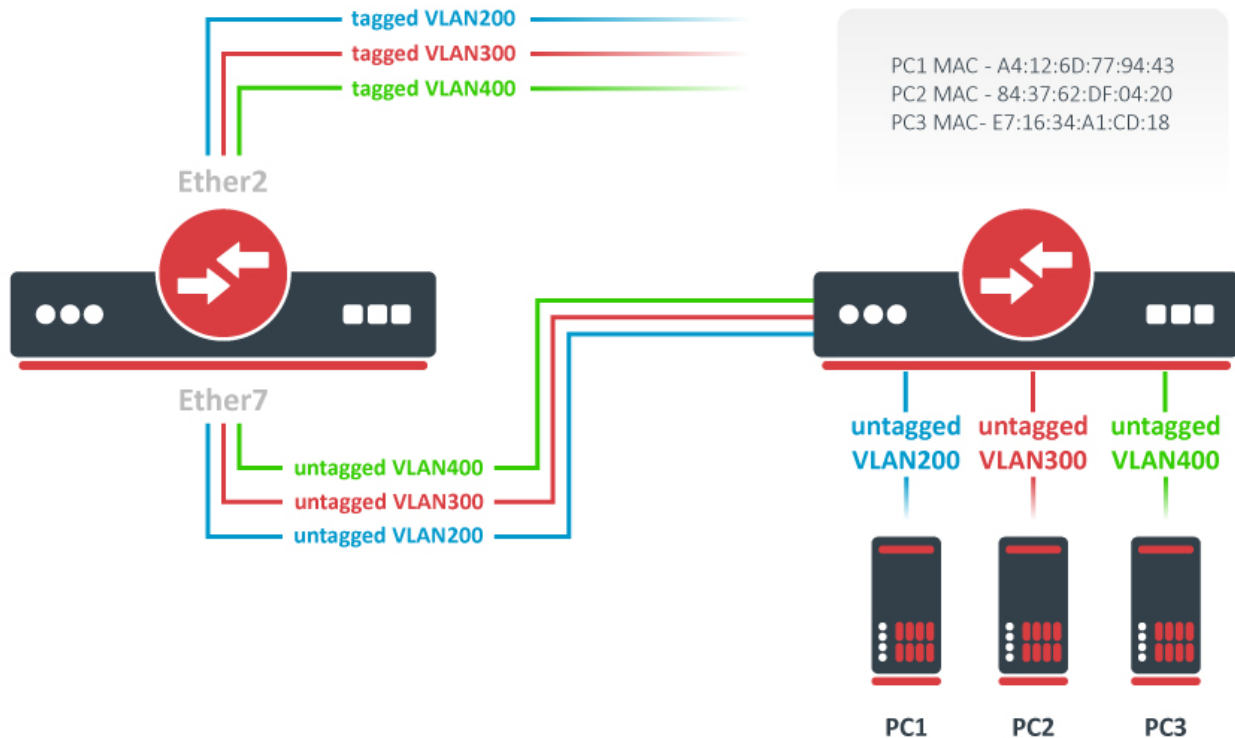 tagged VLAN200
tagged VLAN300
tagged VLAN400
PC1 MAC - A4:12:6D:77:94:43
PC2 MAC - 84:37:62:DF:04:20
PC3 MAC- E7:16:34:A1:CD:18
Ether2
Ether7
untagged VLAN400
untagged VLAN300
untagged VLAN200
untagged
VLAN200
untagged
VLAN300
untagged
VLAN400
PC1
PC2
PC3